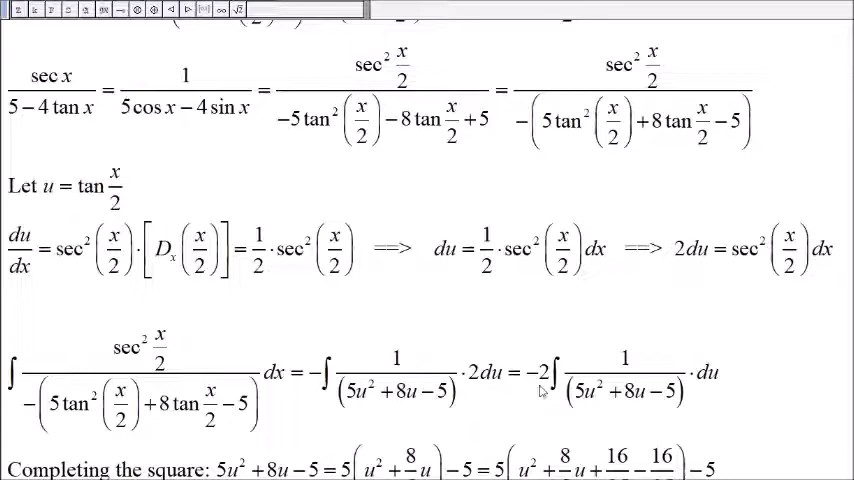 sec x / (5 − 4 tan x) = 1 / (5 cos x − 4 sin x) = sec² x/2 / (−5 tan² (x/2) − 8 tan x/2 + 5) = sec² x/2 / −(5 tan² (x/2) + 8 tan x/2 − 5)
Let u = tan x/2
du/dx = sec² (x/2) · [D_x (x/2)] = 1/2 · sec² (x/2) ==> du = 1/2 · sec² (x/2) dx ==> 2du = sec² (x/2) dx
∫ sec² x/2 / −(5 tan² (x/2) + 8 tan x/2 − 5) dx = −∫ 1 / (5u² + 8u − 5) · 2du = −2∫ 1 / (5u² + 8u − 5) · du
Completing the square: 5u² + 8u − 5 = 5(u² + 8/5 u) − 5 = 5(u² + 8/5 u + 16 − 16) − 5